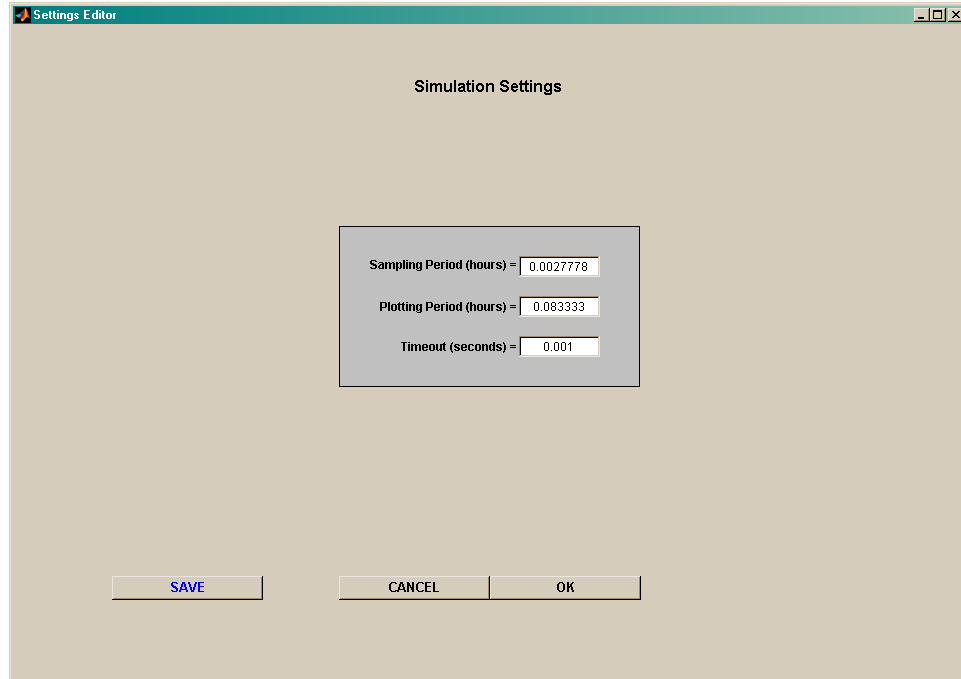 Settings Editor
Simulation Settings
Sampling Period (hours) = 0.0027778
Plotting Period (hours) = 0.083333
Timeout (seconds) = 0.001
SAVE CANCEL OK